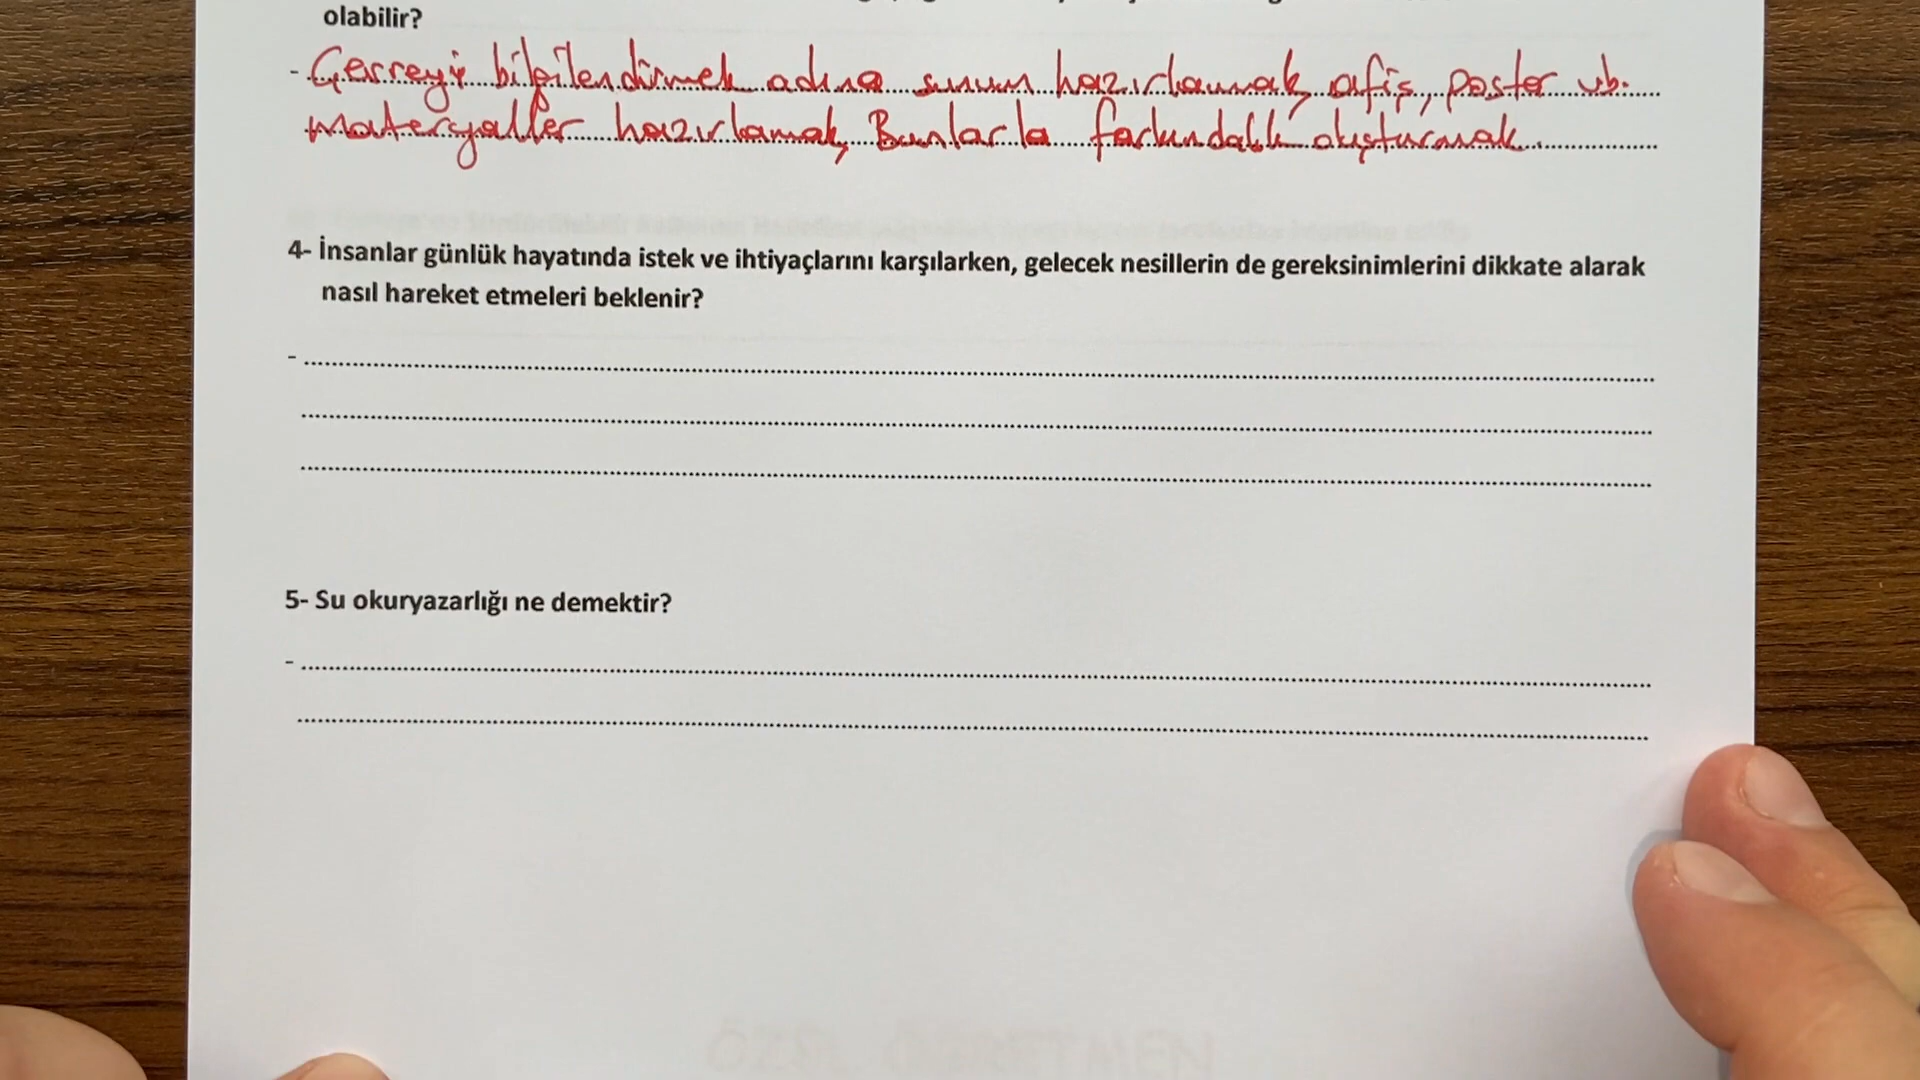 olabilir?
- Çevreyi bilgilendirmek adına sunum hazırlamak, afiş, poster vb.
materyaller hazırlamak, Bunlarla farkındalık oluşturmak.
4- İnsanlar günlük hayatında istek ve ihtiyaçlarını karşılarken, gelecek nesillerin de gereksinimlerini dikkate alarak
nasıl hareket etmeleri beklenir?
-
5- Su okuryazarlığı ne demektir?
-